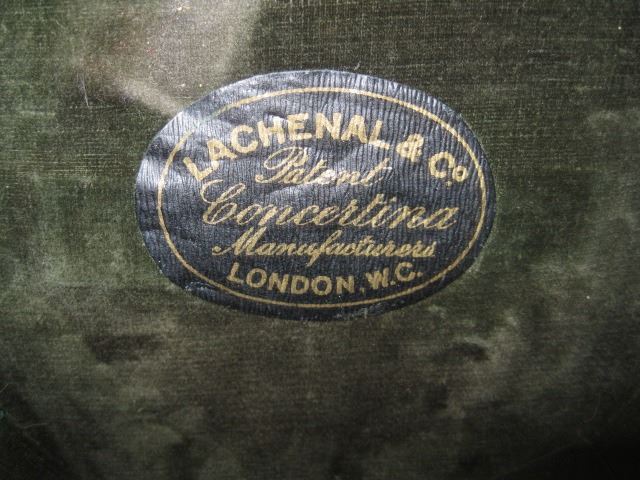 LACHENAL & Co.
Patent
Concertina
Manufacturers
LONDON. W.C.